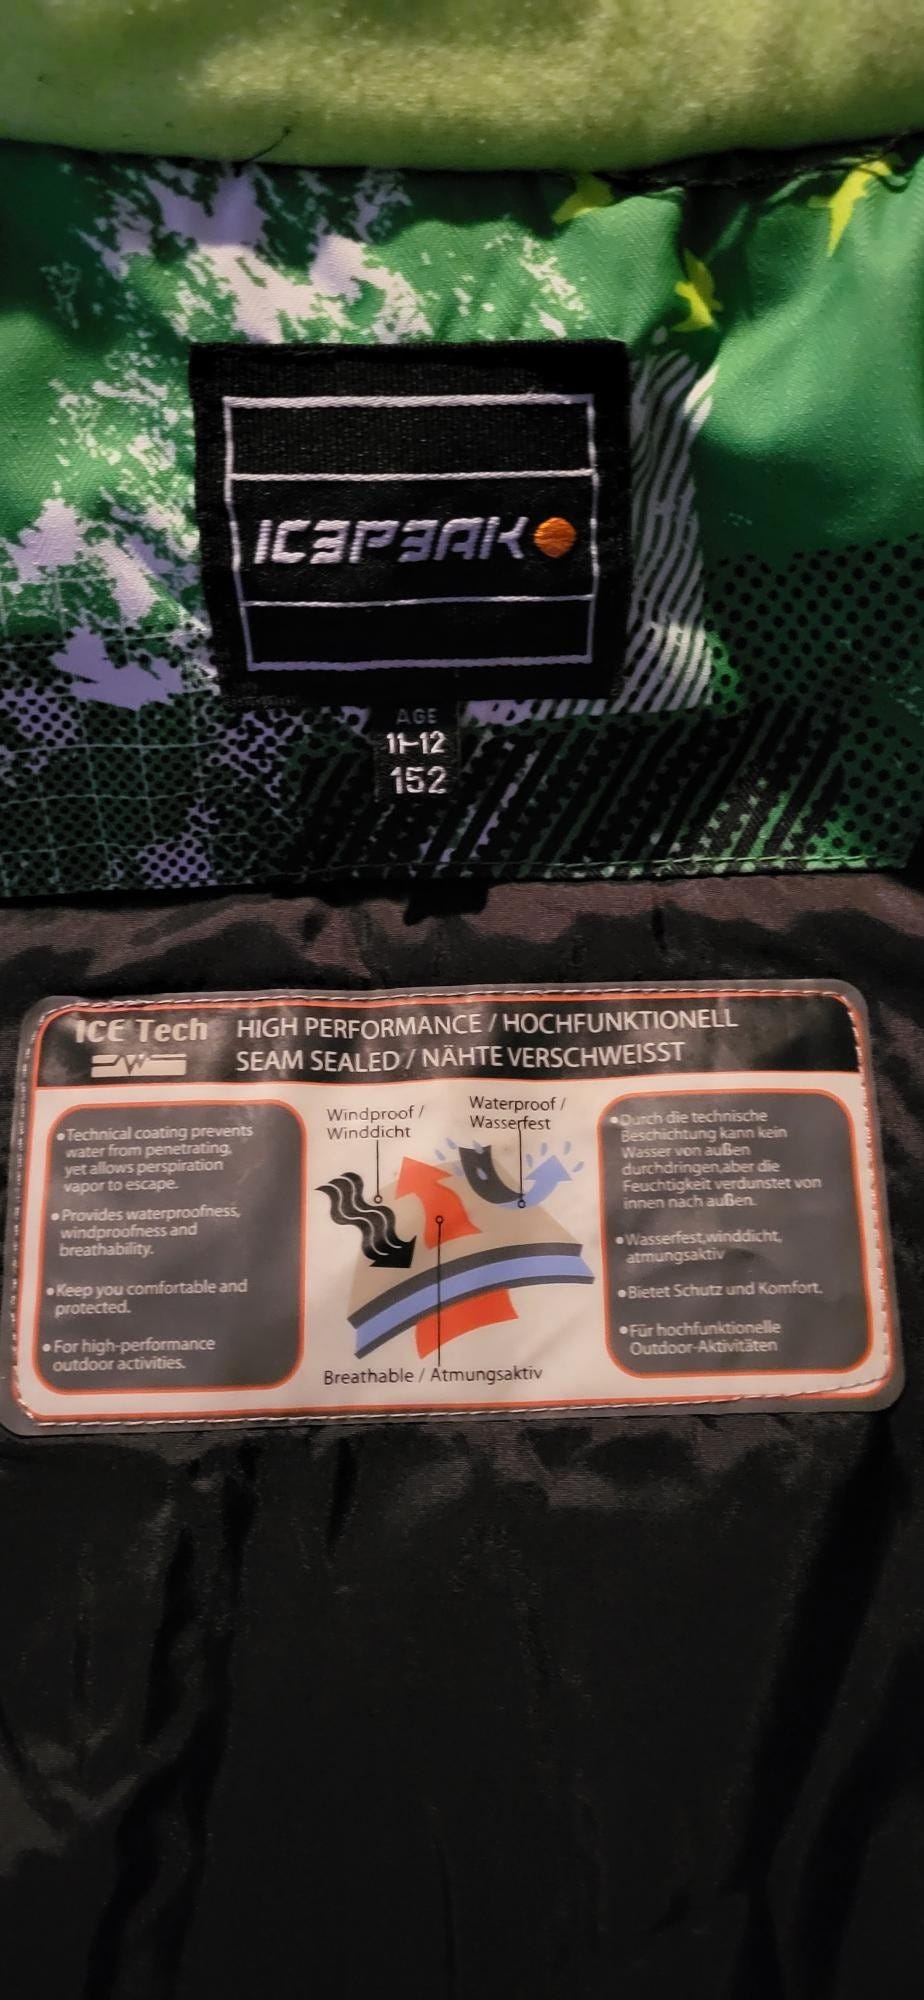 ICEPEAK
AGE
11-12
152
ICE Tech
HIGH PERFORMANCE / HOCHFUNKTIONELL
SEAM SEALED / NÄHTE VERSCHWEISST
•Technical coating prevents
water from penetrating,
yet allows perspiration
vapor to escape.
•Provides waterproofness,
windproofness and
breathability.
•Keep you comfortable and
protected.
•For high-performance
outdoor activities.
Windproof /
Winddicht
Waterproof /
Wasserfest
Breathable / Atmungsaktiv
•Durch die technische
Beschichtung kann kein
Wasser von außen
durchdringen,aber die
Feuchtigkeit verdunstet von
innen nach außen.
•Wasserfest,winddicht,
atmungsaktiv
•Bietet Schutz und Komfort.
•Für hochfunktionelle
Outdoor-Aktivitäten